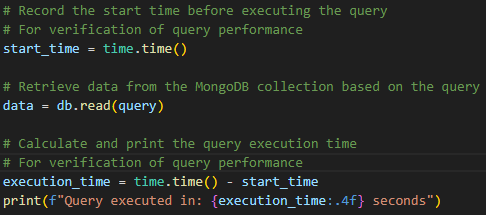 # Record the start time before executing the query
# For verification of query performance
start_time = time.time()
# Retrieve data from the MongoDB collection based on the query
data = db.read(query)
# Calculate and print the query execution time
# For verification of query performance
execution_time = time.time() - start_time
print(f"Query executed in: {execution_time:.4f} seconds")